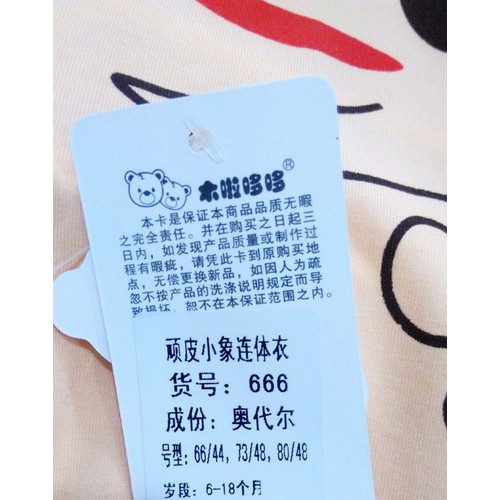 木啦哆哆®
本卡是保证本商品品质无暇
之完全责任。并在购买之日起三
日内，如发现产品质量或制作过
程有瑕疵，请凭此卡到原购买地
点，无偿更换新品，如因人为疏
忽不按产品的洗涤说明规定而导
致损坏，恕不在本保证范围之内。
顽皮小象连体衣
货号：666
成份：奥代尔
号型：66/44，73/48，80/48
岁段：6-18个月